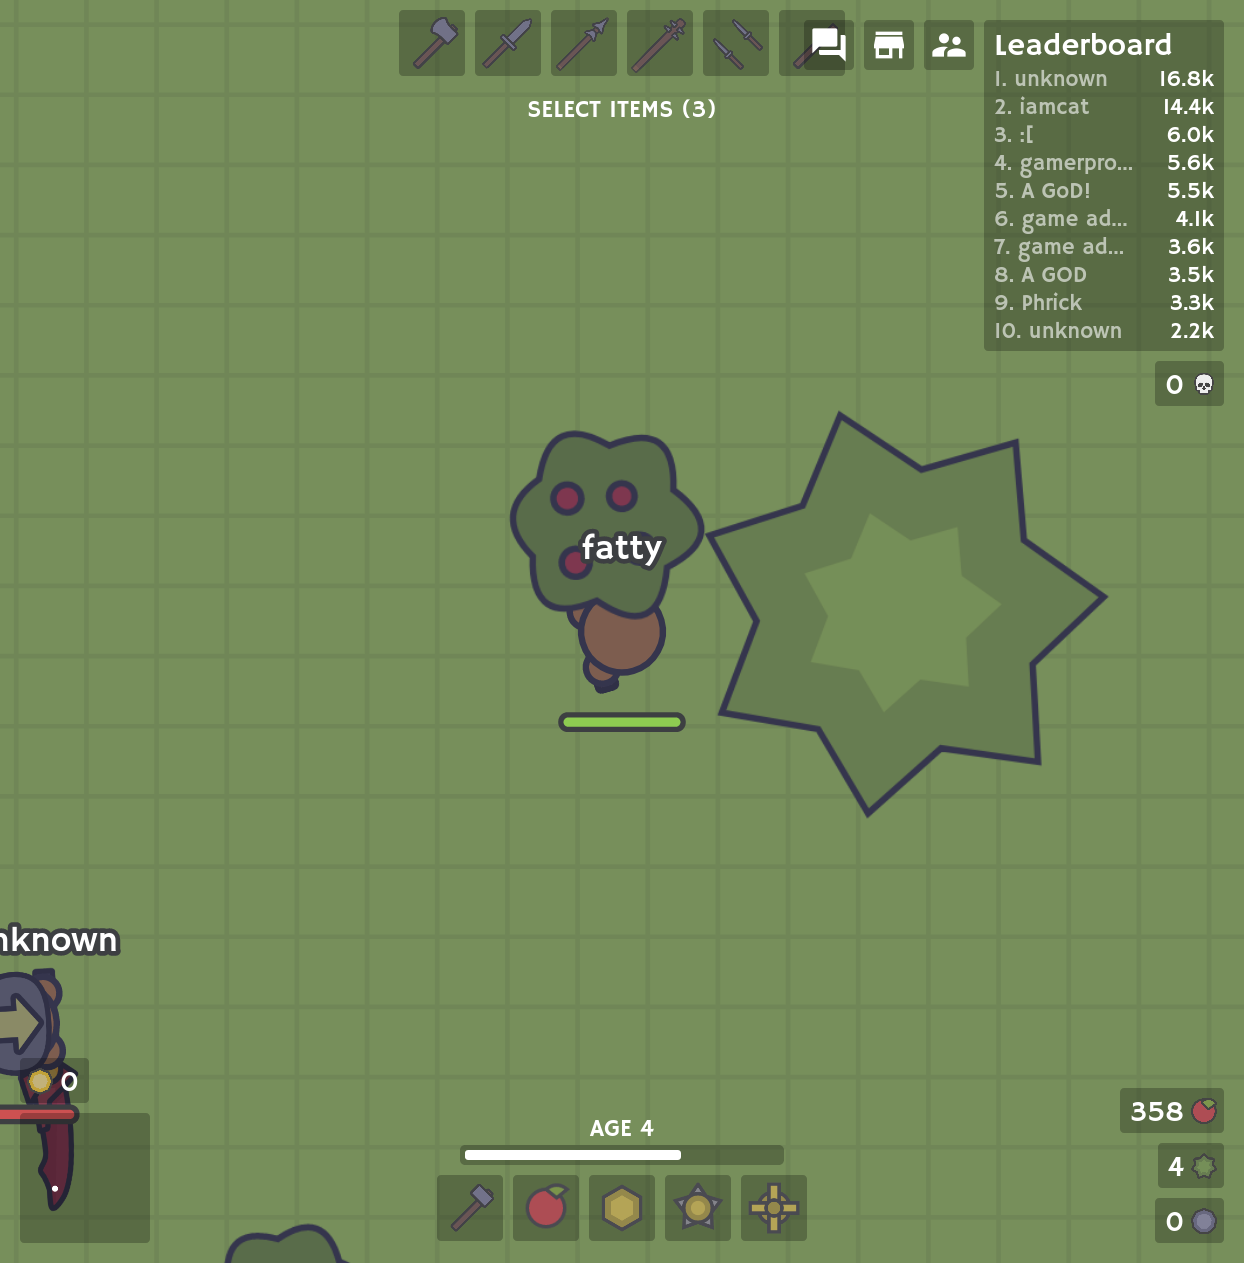 SELECT ITEMS (3)
Leaderboard
1. unknown 16.8k
2. iamcat 14.4k
3. :[ 6.0k
4. gamerpro... 5.6k
5. A GoD! 5.5k
6. game ad... 4.1k
7. game ad... 3.6k
8. A GOD 3.5k
9. Phrick 3.3k
10. unknown 2.2k
0
fatty
nknown
0
358
AGE 4
4
0